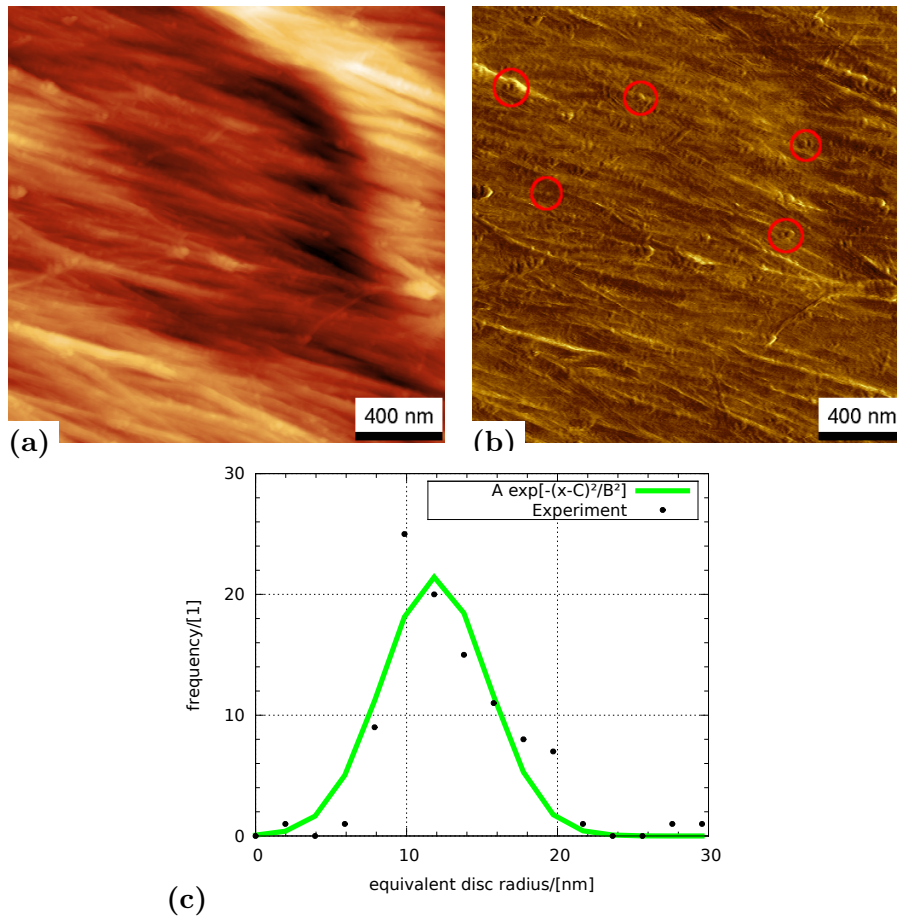 400 nm
(a)
400 nm
(b)
30
20
10
0
0
10
20
30
A exp[-(x-C)²/B²]
Experiment
frequency/[1]
equivalent disc radius/[nm]
(c)